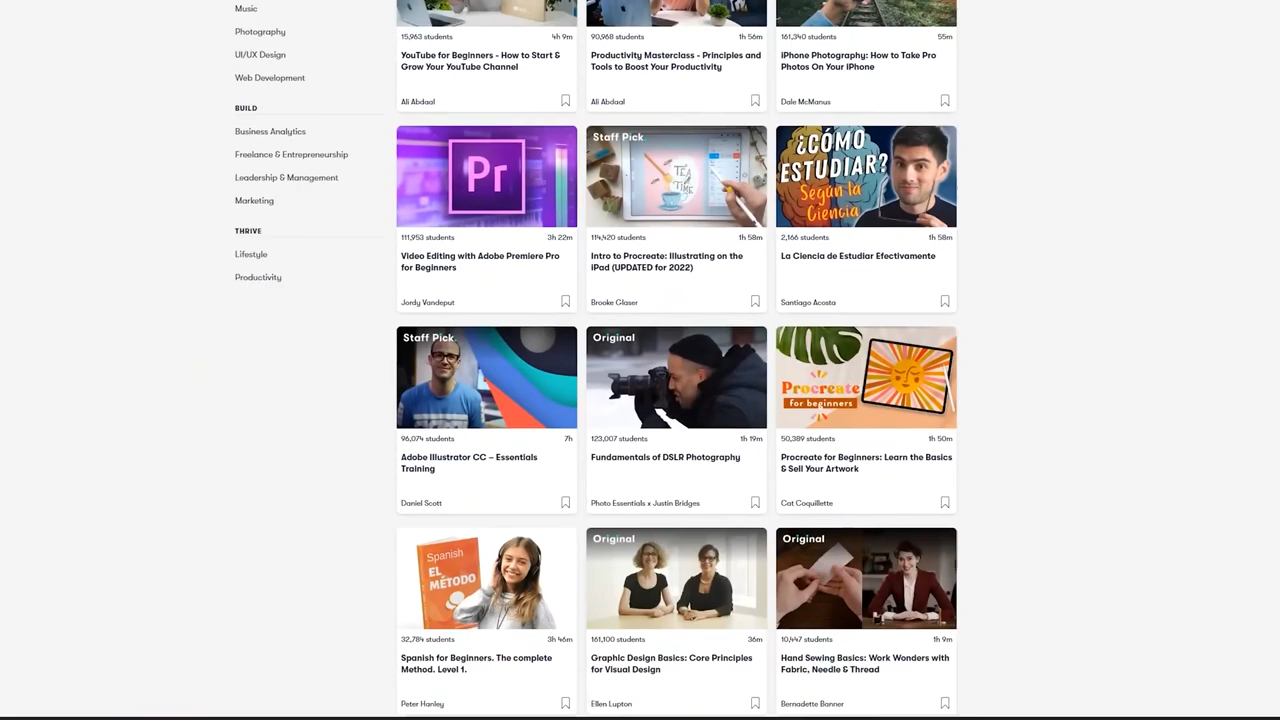 Music
Photography
UI/UX Design
Web Development
BUILD
Business Analytics
Freelance & Entrepreneurship
Leadership & Management
Marketing
THRIVE
Lifestyle
Productivity
15,963 students 4h 9m
YouTube for Beginners - How to Start &
Grow Your YouTube Channel
Ali Abdaal
90,968 students 1h 56m
Productivity Masterclass - Principles and
Tools to Boost Your Productivity
Ali Abdaal
161,340 students 55m
iPhone Photography: How to Take Pro
Photos On Your iPhone
Dale McManus
Pr
111,953 students 3h 22m
Video Editing with Adobe Premiere Pro
for Beginners
Jordy Vandeput
Staff Pick
TEA
TIME
114,420 students 1h 58m
Intro to Procreate: Illustrating on the
iPad (UPDATED for 2022)
Brooke Glaser
¿CÓMO
ESTUDIAR?
Según la
Ciencia
2,166 students 1h 58m
La Ciencia de Estudiar Efectivamente
Santiago Acosta
Staff Pick
96,074 students 7h
Adobe Illustrator CC – Essentials
Training
Daniel Scott
Original
123,007 students 1h 19m
Fundamentals of DSLR Photography
Photo Essentials x Justin Bridges
Procreate
for beginners
50,389 students 1h 50m
Procreate for Beginners: Learn the Basics
& Sell Your Artwork
Cat Coquillette
Spanish
EL
MÉTODO
32,784 students 3h 46m
Spanish for Beginners. The complete
Method. Level 1.
Peter Hanley
Original
161,100 students 36m
Graphic Design Basics: Core Principles
for Visual Design
Ellen Lupton
Original
10,447 students 1h 9m
Hand Sewing Basics: Work Wonders with
Fabric, Needle & Thread
Bernadette Banner